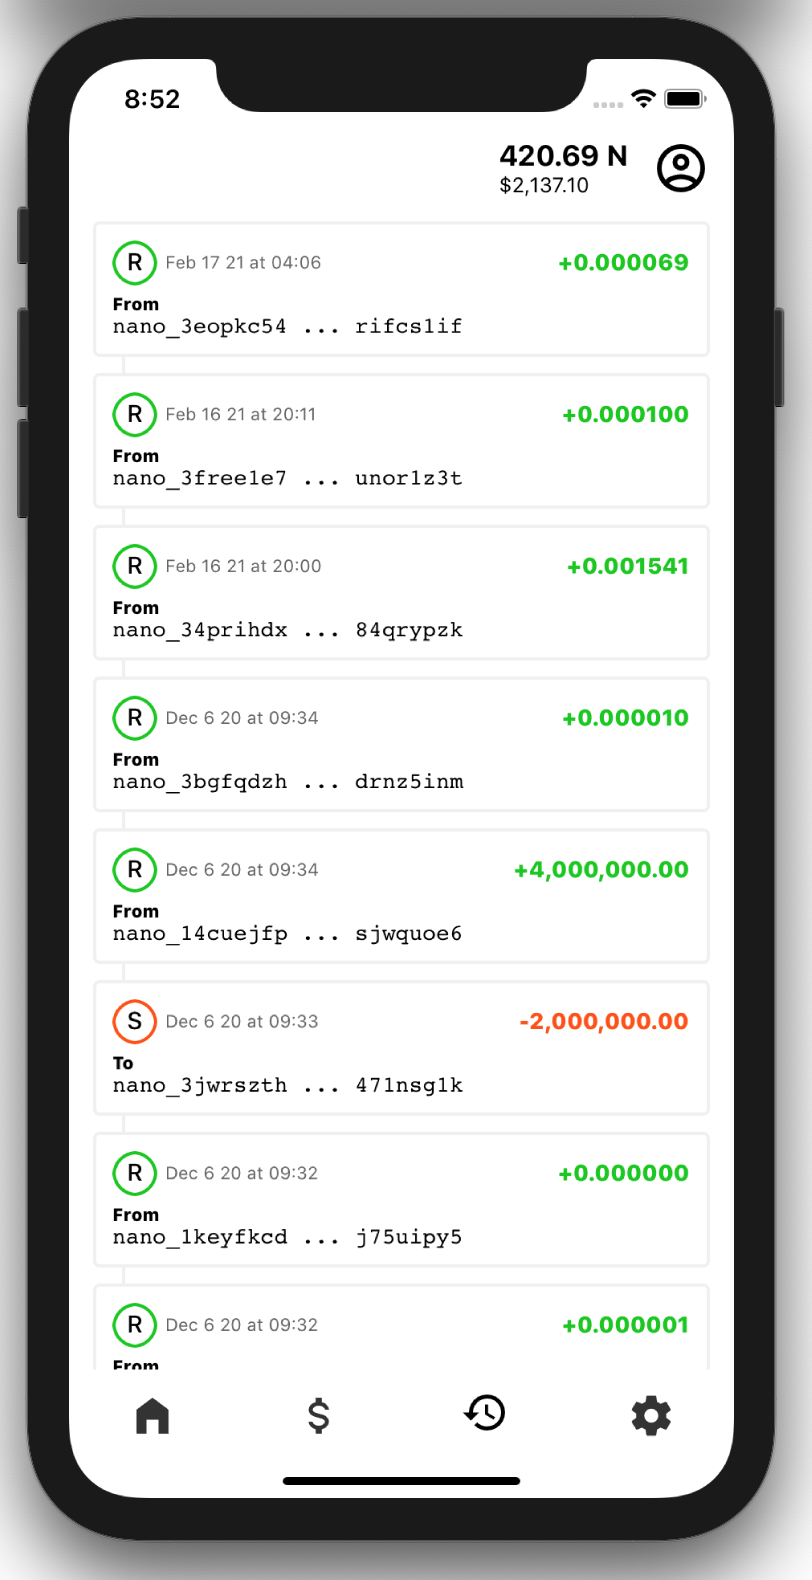 8:52
420.69 N
$2,137.10
R Feb 17 21 at 04:06 +0.000069
From
nano_3eopkc54 ... rifcs1if
R Feb 16 21 at 20:11 +0.000100
From
nano_3free1e7 ... unor1z3t
R Feb 16 21 at 20:00 +0.001541
From
nano_34prihdx ... 84qrypzk
R Dec 6 20 at 09:34 +0.000010
From
nano_3bgfqdzh ... drnz5inm
R Dec 6 20 at 09:34 +4,000,000.00
From
nano_14cuejfp ... sjwquoe6
S Dec 6 20 at 09:33 -2,000,000.00
To
nano_3jwrszth ... 471nsg1k
R Dec 6 20 at 09:32 +0.000000
From
nano_1keyfkcd ... j75uipy5
R Dec 6 20 at 09:32 +0.000001
From